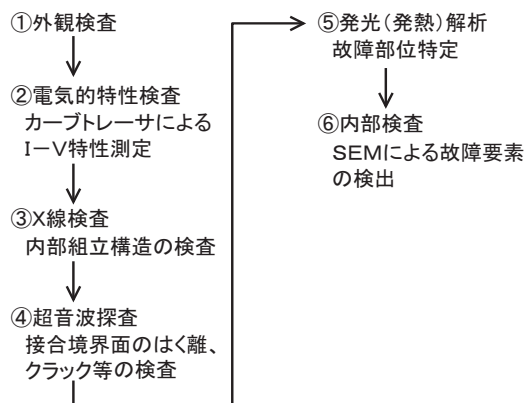 ①外観検査
②電気的特性検査
カーブトレーサによる
I－V特性測定
③X線検査
内部組立構造の検査
④超音波探査
接合境界面のはく離、
クラック等の検査
⑤発光(発熱)解析
故障部位特定
⑥内部検査
SEMによる故障要素
の検出